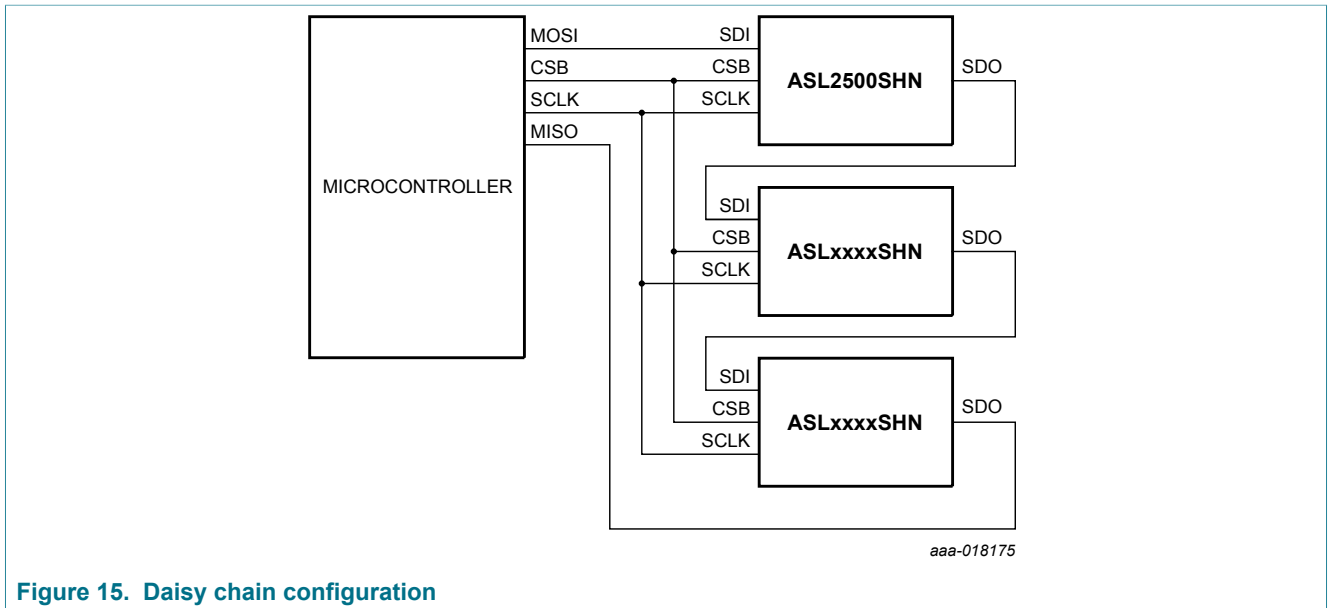 MOSI
CSB
SCLK
MISO
MICROCONTROLLER
SDI
CSB
SCLK
ASL2500SHN
SDO
SDI
CSB
SCLK
ASLxxxxSHN
SDO
SDI
CSB
SCLK
ASLxxxxSHN
SDO
aaa-018175
Figure 15. Daisy chain configuration